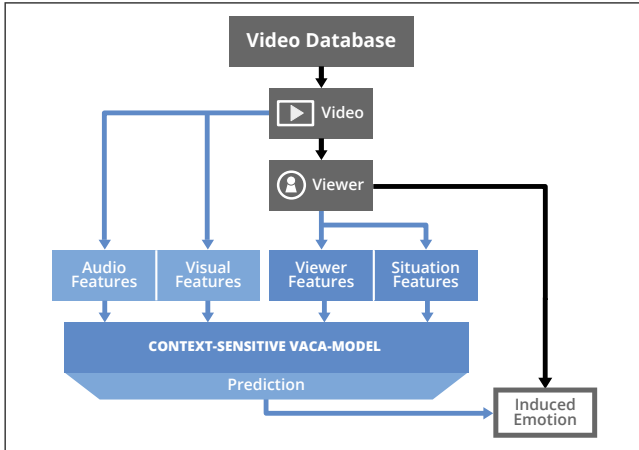 Video Database
Video
Viewer
Audio
Features
Visual
Features
Viewer
Features
Situation
Features
CONTEXT-SENSITIVE VACA-MODEL
Prediction
Induced
Emotion